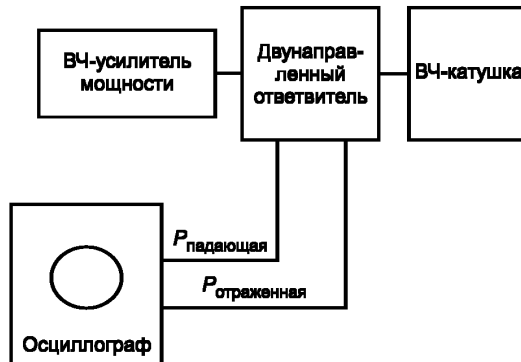 ВЧ-усилитель
мощности
Двунаправ-
ленный
ответвитель
ВЧ-катушка
Pпадающая
Pотраженная
Осциллограф